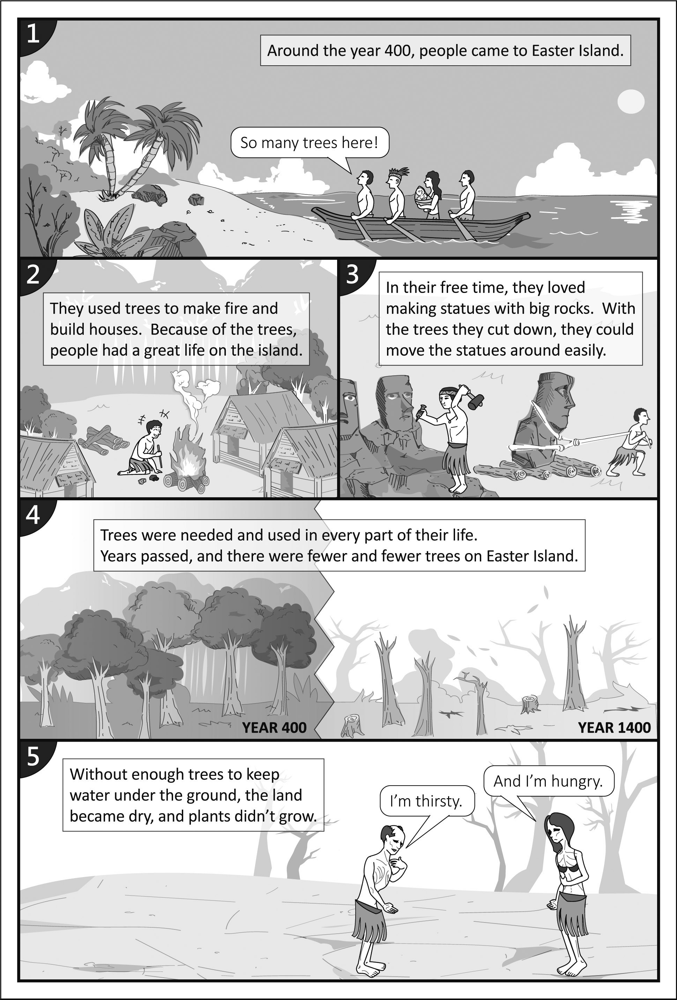 1
Around the year 400, people came to Easter Island.
So many trees here!
2
They used trees to make fire and
build houses.  Because of the trees,
people had a great life on the island.
3
In their free time, they loved
making statues with big rocks.  With
the trees they cut down, they could
move the statues around easily.
4
Trees were needed and used in every part of their life.
Years passed, and there were fewer and fewer trees on Easter Island.
YEAR 400
YEAR 1400
5
Without enough trees to keep
water under the ground, the land
became dry, and plants didn’t grow.
I’m thirsty.
And I’m hungry.